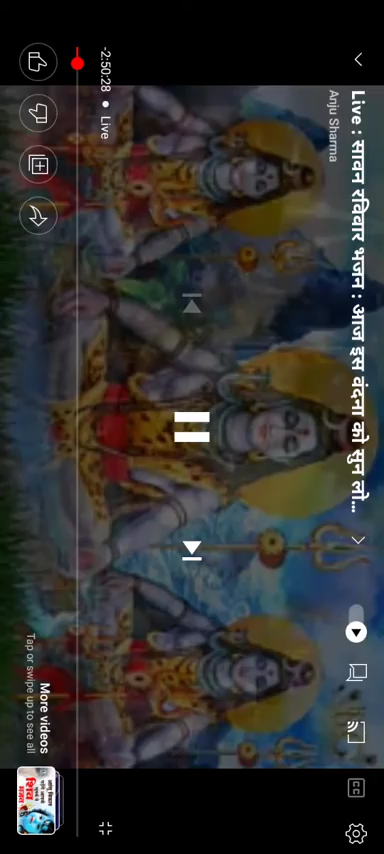 Live : सावन रविवार भजन : आज इस वंदना को सुन लो...
Anju Sharma
CC
-2:50:28 • Live
More videos
Tap or swipe up to see all